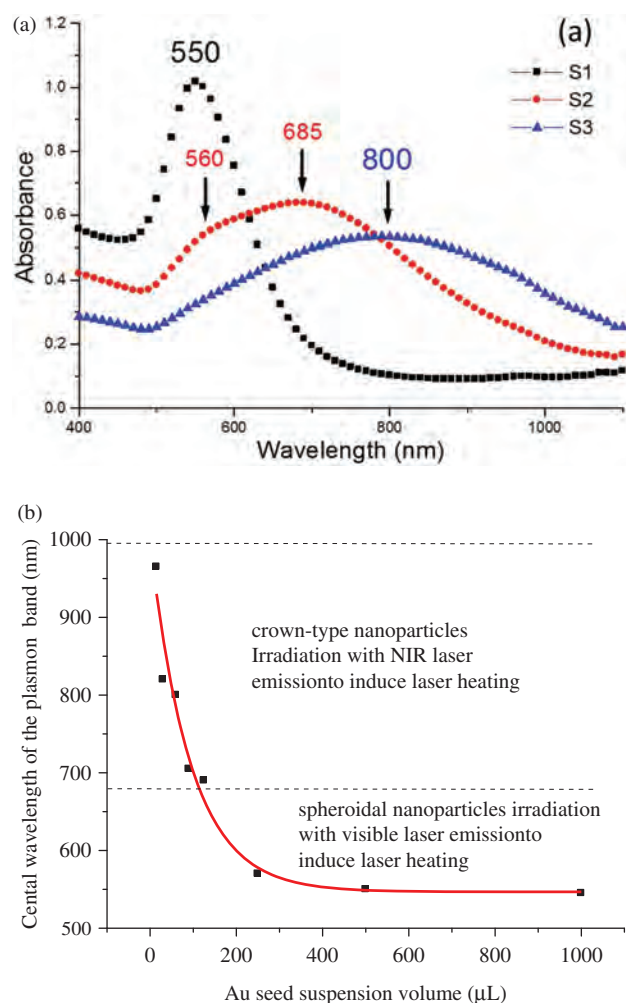 (a)
(a)
1.2
1.0
0.8
0.6
0.4
0.2
0.0
Absorbance
550
560
685
800
S1
S2
S3
400
600
800
1000
Wavelength (nm)
(b)
1000
900
800
700
600
500
Cental wavelength of the plasmon band (nm)
crown-type nanoparticles
Irradiation with NIR laser
emissionto induce laser heating
spheroidal nanoparticles irradiation
with visible laser emissionto
induce laser heating
0
200
400
600
800
1000
Au seed suspension volume (μL)